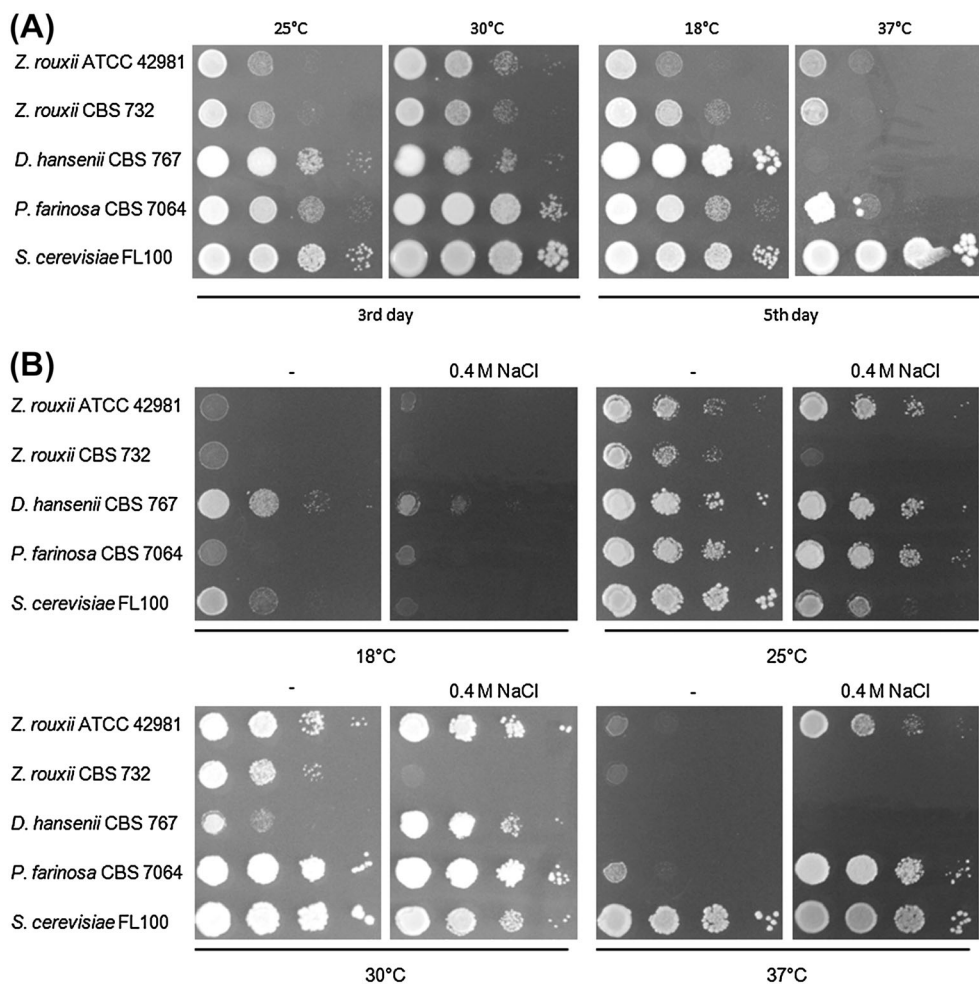 (A)
25°C 30°C 18°C 37°C
Z. rouxii ATCC 42981
Z. rouxii CBS 732
D. hansenii CBS 767
P. farinosa CBS 7064
S. cerevisiae FL100
3rd day 5th day
(B)
- 0.4 M NaCl - 0.4 M NaCl
Z. rouxii ATCC 42981
Z. rouxii CBS 732
D. hansenii CBS 767
P. farinosa CBS 7064
S. cerevisiae FL100
18°C 25°C
- 0.4 M NaCl - 0.4 M NaCl
Z. rouxii ATCC 42981
Z. rouxii CBS 732
D. hansenii CBS 767
P. farinosa CBS 7064
S. cerevisiae FL100
30°C 37°C